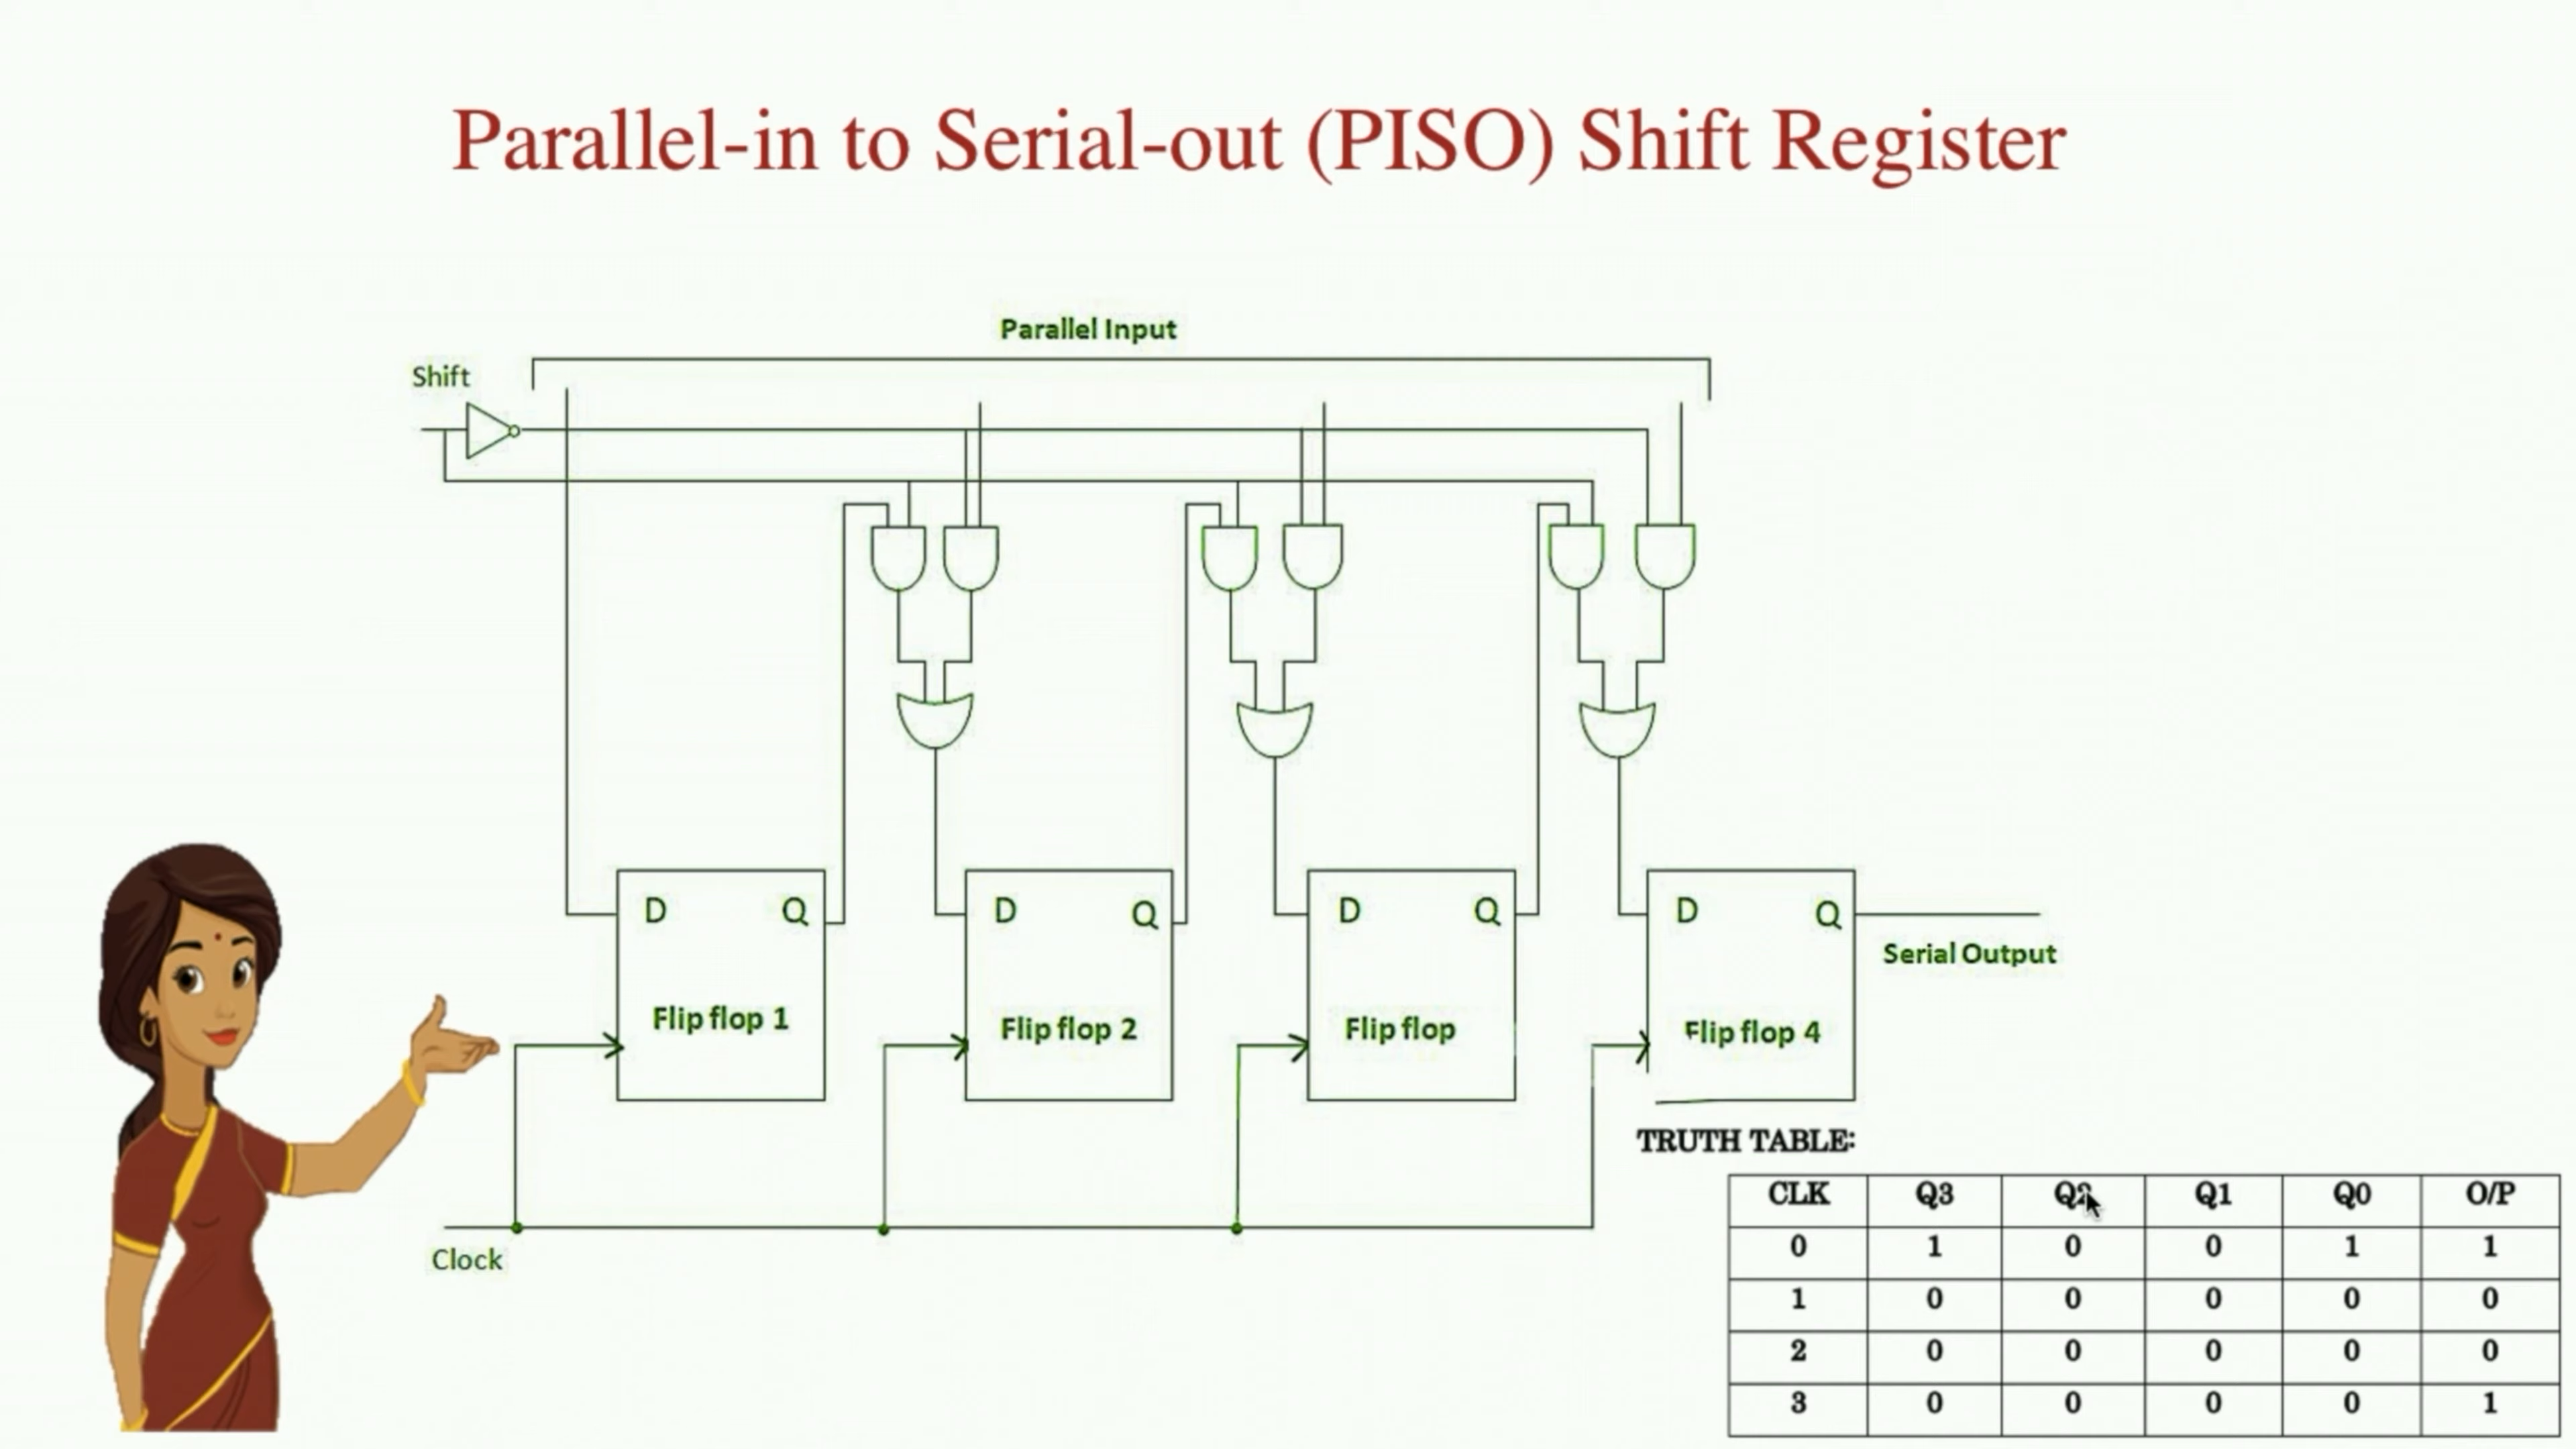 Parallel-in to Serial-out (PISO) Shift Register
Parallel Input
Shift
D Q D Q D Q D Q
Serial Output
Flip flop 1 Flip flop 2 Flip flop Flip flop 4
Clock
TRUTH TABLE:
CLK Q3 Q2 Q1 Q0 O/P
0 1 0 0 1 1
1 0 0 0 0 0
2 0 0 0 0 0
3 0 0 0 0 1